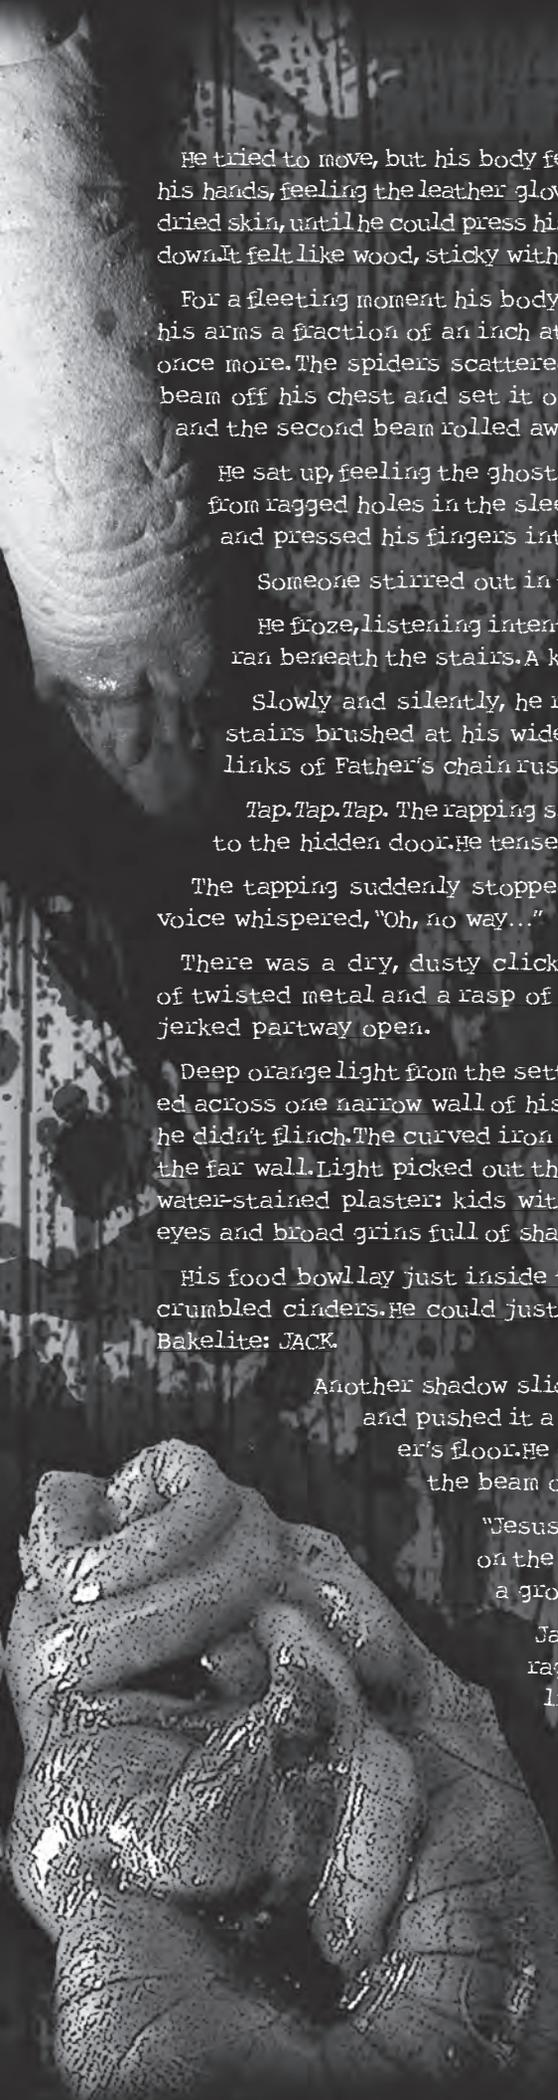 He tried to move, but his body fe
his hands, feeling the leather glov
dried skin, until he could press his
down. It felt like wood, sticky with
For a fleeting moment his body
his arms a fraction of an inch at
once more. The spiders scattere
beam off his chest and set it o
and the second beam rolled aw
He sat up, feeling the ghost
from ragged holes in the slee
and pressed his fingers int
Someone stirred out in
He froze, listening inten
ran beneath the stairs. A k
Slowly and silently, he r
stairs brushed at his wide
links of Father's chain rus
Tap. Tap. Tap. The rapping s
to the hidden door. He tense
The tapping suddenly stoppe
voice whispered, "Oh, no way..."
There was a dry, dusty click
of twisted metal and a rasp of
jerked partway open.
Deep orange light from the sett
ed across one narrow wall of his
he didn't flinch. The curved iron
the far wall. Light picked out th
water-stained plaster: kids wit
eyes and broad grins full of sha
His food bowl lay just inside
crumbled cinders. He could just
Bakelite: JACK.
Another shadow slid
and pushed it a
er's floor. He
the beam o
"Jesus
on the
a gro
Ja
rag
li